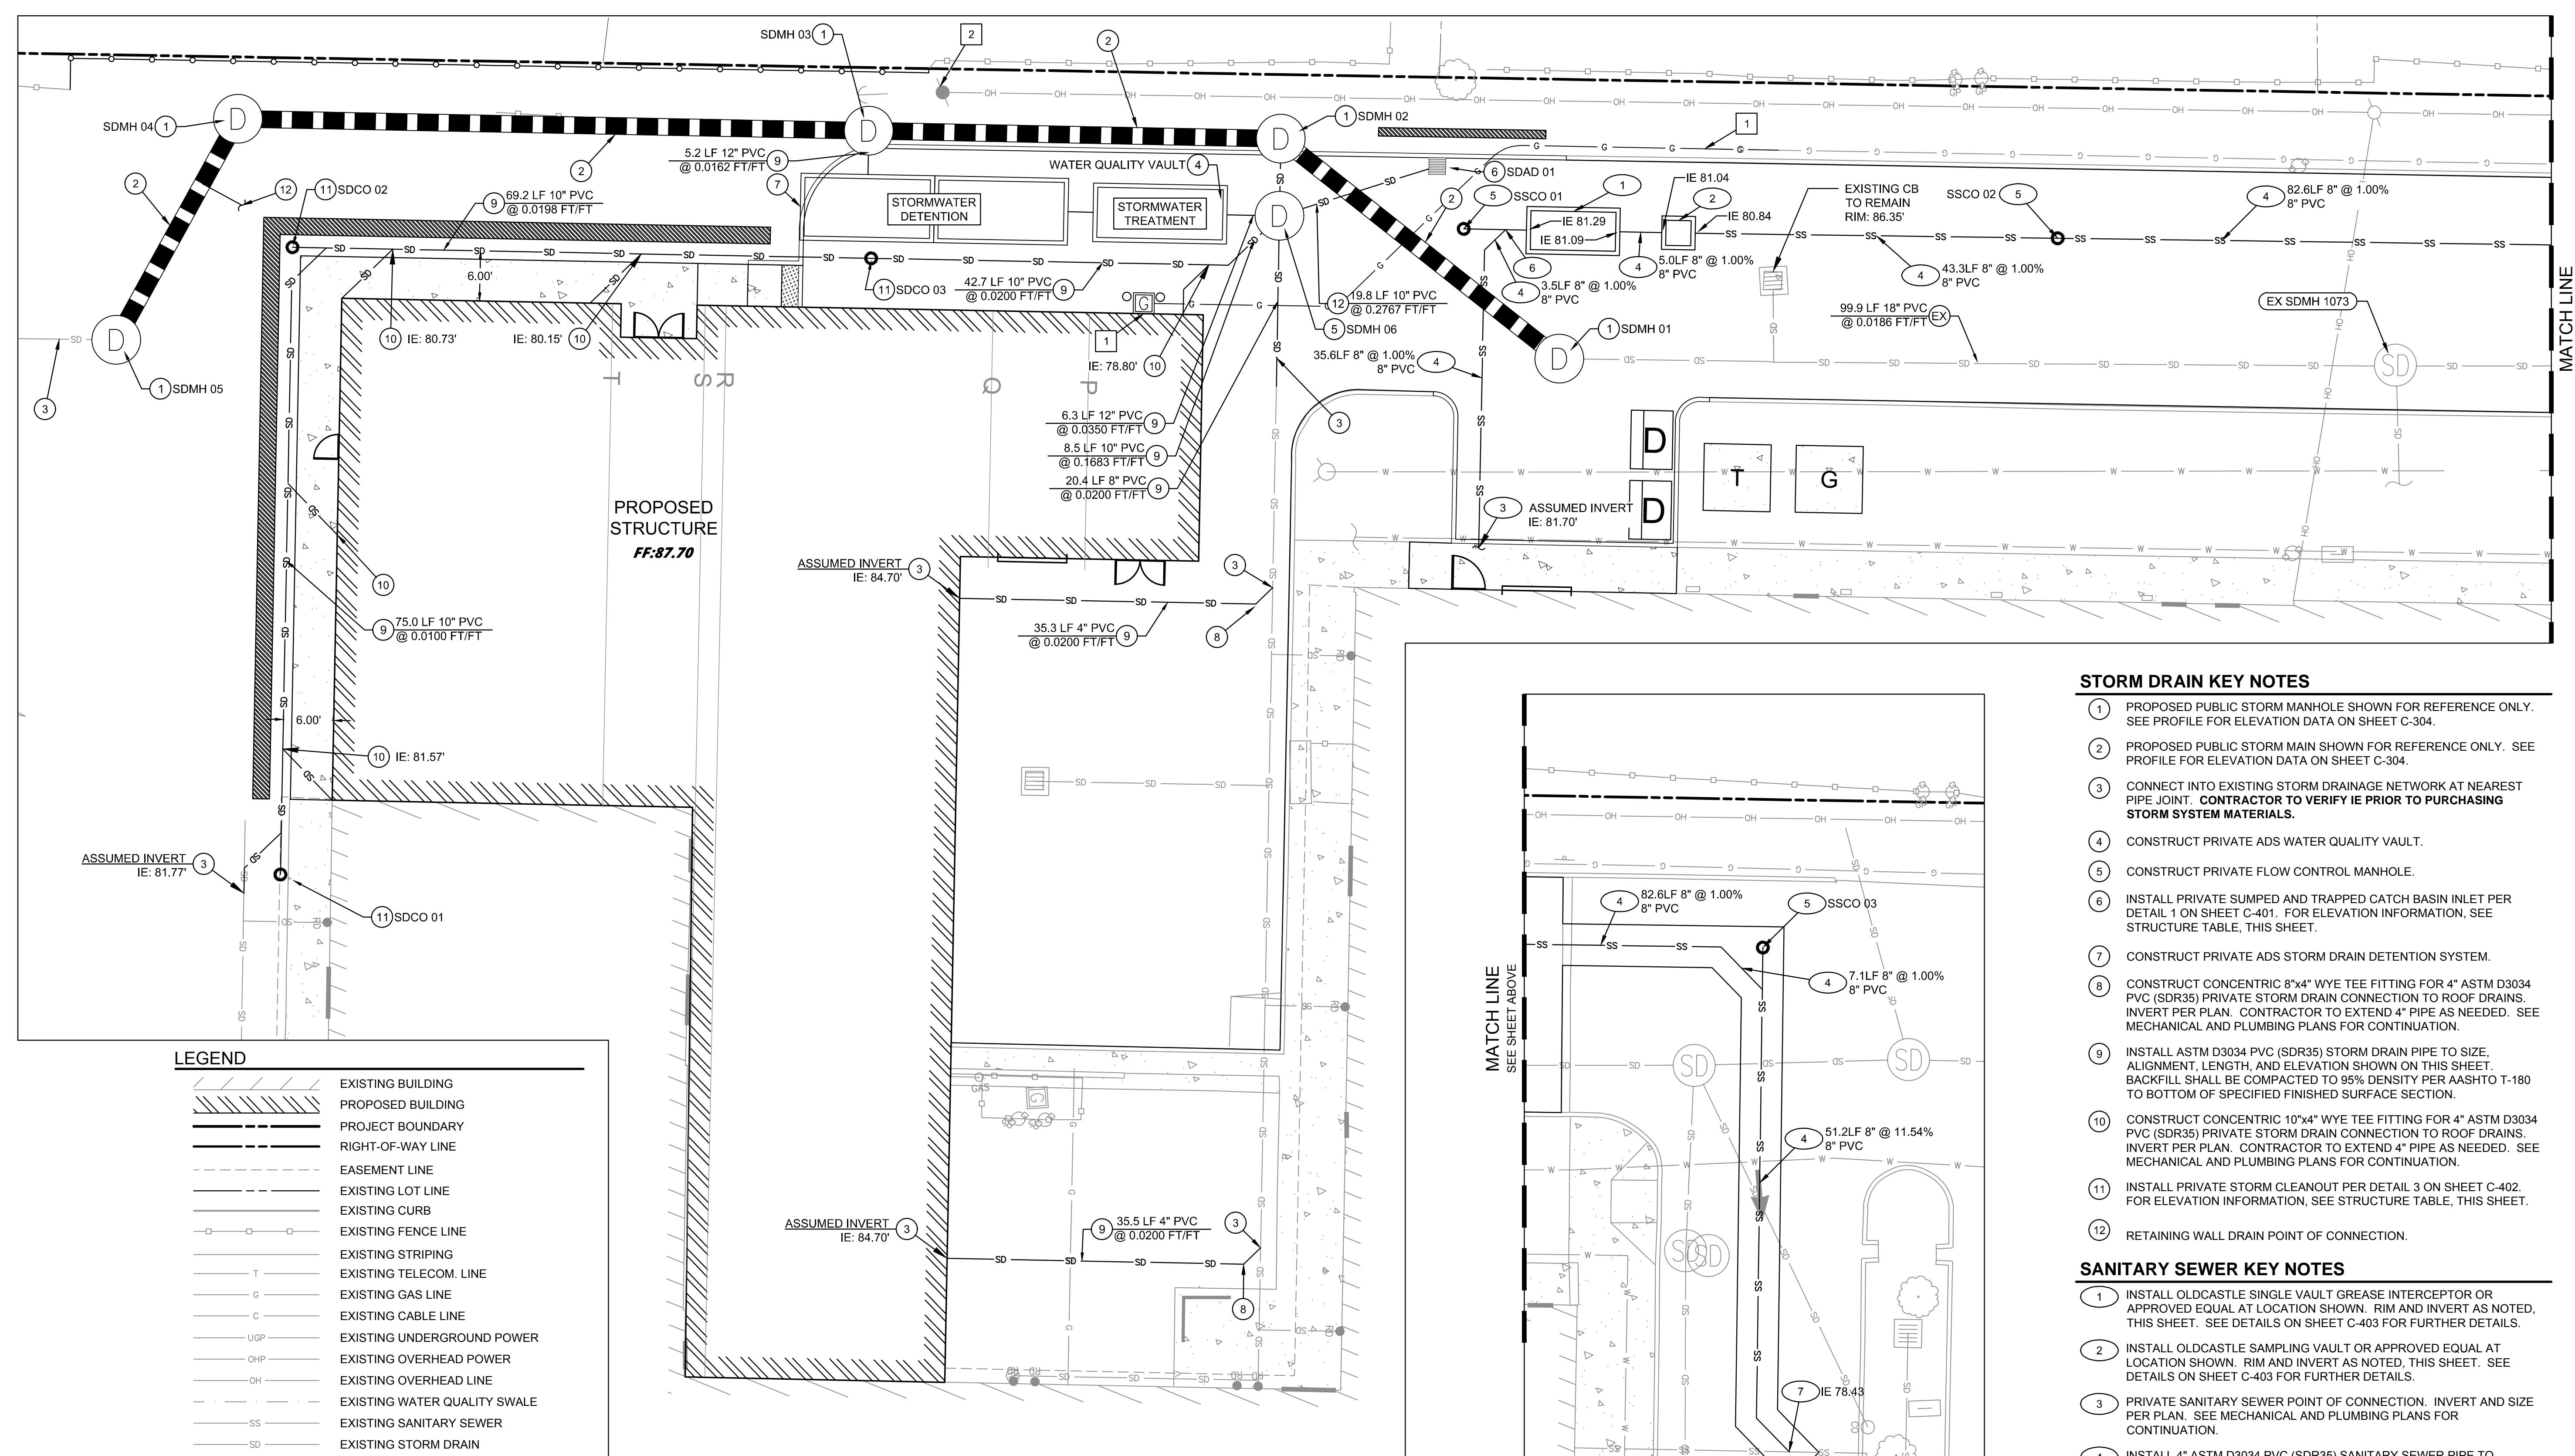 SDMH 03 1
2
2
SDMH 04 1
1 SDMH 02
1
5.2 LF 12" PVC
@ 0.0162 FT/FT
9
WATER QUALITY VAULT 4
6 SDAD 01
2
7
2
12
11 SDCO 02
69.2 LF 10" PVC
@ 0.0198 FT/FT
9
STORMWATER
DETENTION
STORMWATER
TREATMENT
5 SSCO 01
2
1
IE 81.04
2
IE 81.29
IE 81.09
IE 80.84
EXISTING CB
TO REMAIN
RIM: 86.35'
SSCO 02 5
4
82.6LF 8" @ 1.00%
8" PVC
6.00'
11 SDCO 03
42.7 LF 10" PVC
@ 0.0200 FT/FT
9
12
19.8 LF 10" PVC
@ 0.2767 FT/FT
5 SDMH 06
6
4
3.5LF 8" @ 1.00%
8" PVC
4
5.0LF 8" @ 1.00%
8" PVC
4
43.3LF 8" @ 1.00%
8" PVC
99.9 LF 18" PVC
@ 0.0186 FT/FT
EX
EX SDMH 1073
MATCH LINE
1 SDMH 01
10 IE: 80.73'
IE: 80.15' 10
1
IE: 78.80' 10
35.6LF 8" @ 1.00%
8" PVC
4
3
1 SDMH 05
T S R Q P
6.3 LF 12" PVC
@ 0.0350 FT/FT
9
8.5 LF 10" PVC
@ 0.1683 FT/FT
9
20.4 LF 8" PVC
@ 0.0200 FT/FT
9
3
D
D
T
G
PROPOSED
STRUCTURE
FF:87.70
3 ASSUMED INVERT
IE: 81.70'
ASSUMED INVERT
IE: 84.70'
3
3
10
9
75.0 LF 10" PVC
@ 0.0100 FT/FT
35.3 LF 4" PVC
@ 0.0200 FT/FT
9
8
6.00'
10 IE: 81.57'
ASSUMED INVERT
IE: 81.77'
3
11 SDCO 01
ASSUMED INVERT
IE: 84.70'
3
9
35.5 LF 4" PVC
@ 0.0200 FT/FT
3
8
GAS
MATCH LINE
SEE SHEET ABOVE
4
82.6LF 8" @ 1.00%
8" PVC
5 SSCO 03
4
7.1LF 8" @ 1.00%
8" PVC
4
51.2LF 8" @ 11.54%
8" PVC
7 IE 78.43
CO
LEGEND
EXISTING BUILDING
PROPOSED BUILDING
PROJECT BOUNDARY
RIGHT-OF-WAY LINE
EASEMENT LINE
EXISTING LOT LINE
EXISTING CURB
EXISTING FENCE LINE
EXISTING STRIPING
T EXISTING TELECOM. LINE
G EXISTING GAS LINE
C EXISTING CABLE LINE
UGP EXISTING UNDERGROUND POWER
OHP EXISTING OVERHEAD POWER
OH EXISTING OVERHEAD LINE
EXISTING WATER QUALITY SWALE
SS EXISTING SANITARY SEWER
SD EXISTING STORM DRAIN
STORM DRAIN KEY NOTES
1 PROPOSED PUBLIC STORM MANHOLE SHOWN FOR REFERENCE ONLY.
SEE PROFILE FOR ELEVATION DATA ON SHEET C-304.
2 PROPOSED PUBLIC STORM MAIN SHOWN FOR REFERENCE ONLY. SEE
PROFILE FOR ELEVATION DATA ON SHEET C-304.
3 CONNECT INTO EXISTING STORM DRAINAGE NETWORK AT NEAREST
PIPE JOINT. CONTRACTOR TO VERIFY IE PRIOR TO PURCHASING
STORM SYSTEM MATERIALS.
4 CONSTRUCT PRIVATE ADS WATER QUALITY VAULT.
5 CONSTRUCT PRIVATE FLOW CONTROL MANHOLE.
6 INSTALL PRIVATE SUMPED AND TRAPPED CATCH BASIN INLET PER
DETAIL 1 ON SHEET C-401. FOR ELEVATION INFORMATION, SEE
STRUCTURE TABLE, THIS SHEET.
7 CONSTRUCT PRIVATE ADS STORM DRAIN DETENTION SYSTEM.
8 CONSTRUCT CONCENTRIC 8"x4" WYE TEE FITTING FOR 4" ASTM D3034
PVC (SDR35) PRIVATE STORM DRAIN CONNECTION TO ROOF DRAINS.
INVERT PER PLAN. CONTRACTOR TO EXTEND 4" PIPE AS NEEDED. SEE
MECHANICAL AND PLUMBING PLANS FOR CONTINUATION.
9 INSTALL ASTM D3034 PVC (SDR35) STORM DRAIN PIPE TO SIZE,
ALIGNMENT, LENGTH, AND ELEVATION SHOWN ON THIS SHEET.
BACKFILL SHALL BE COMPACTED TO 95% DENSITY PER AASHTO T-180
TO BOTTOM OF SPECIFIED FINISHED SURFACE SECTION.
10 CONSTRUCT CONCENTRIC 10"x4" WYE TEE FITTING FOR 4" ASTM D3034
PVC (SDR35) PRIVATE STORM DRAIN CONNECTION TO ROOF DRAINS.
INVERT PER PLAN. CONTRACTOR TO EXTEND 4" PIPE AS NEEDED. SEE
MECHANICAL AND PLUMBING PLANS FOR CONTINUATION.
11 INSTALL PRIVATE STORM CLEANOUT PER DETAIL 3 ON SHEET C-402.
FOR ELEVATION INFORMATION, SEE STRUCTURE TABLE, THIS SHEET.
12 RETAINING WALL DRAIN POINT OF CONNECTION.
SANITARY SEWER KEY NOTES
1 INSTALL OLDCASTLE SINGLE VAULT GREASE INTERCEPTOR OR
APPROVED EQUAL AT LOCATION SHOWN. RIM AND INVERT AS NOTED,
THIS SHEET. SEE DETAILS ON SHEET C-403 FOR FURTHER DETAILS.
2 INSTALL OLDCASTLE SAMPLING VAULT OR APPROVED EQUAL AT
LOCATION SHOWN. RIM AND INVERT AS NOTED, THIS SHEET. SEE
DETAILS ON SHEET C-403 FOR FURTHER DETAILS.
3 PRIVATE SANITARY SEWER POINT OF CONNECTION. INVERT AND SIZE
PER PLAN. SEE MECHANICAL AND PLUMBING PLANS FOR
CONTINUATION.
4 INSTALL 4" ASTM D3034 PVC (SDR35) SANITARY SEWER PIPE TO